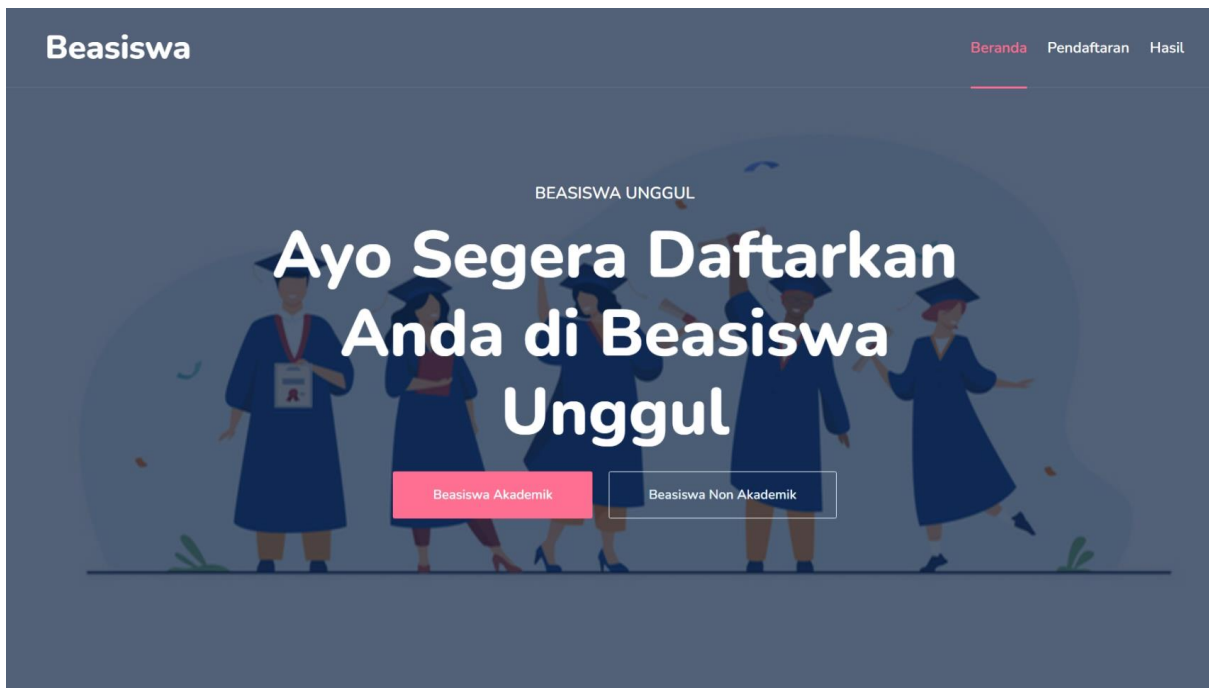 Beasiswa
Beranda Pendaftaran Hasil
BEASISWA UNGGUL
Ayo Segera Daftarkan
Anda di Beasiswa
Unggul
Beasiswa Akademik
Beasiswa Non Akademik